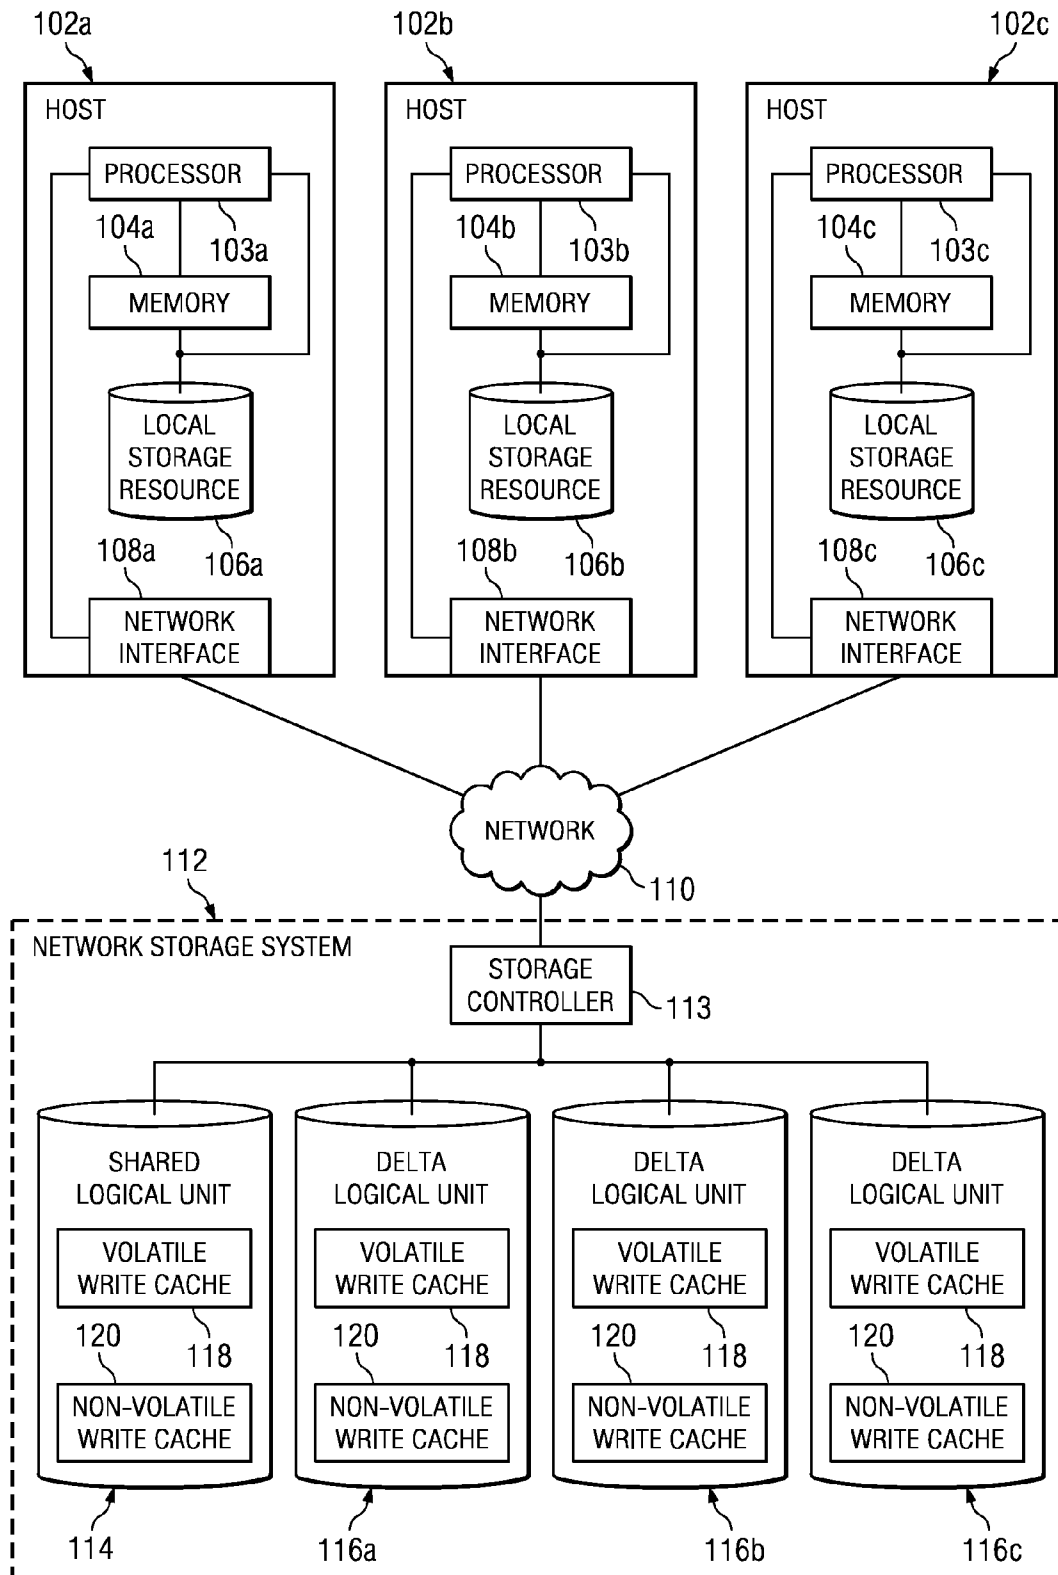 102a
102b
102c
HOST
HOST
HOST
PROCESSOR
PROCESSOR
PROCESSOR
104a
103a
104b
103b
104c
103c
MEMORY
MEMORY
MEMORY
LOCAL
STORAGE
RESOURCE
LOCAL
STORAGE
RESOURCE
LOCAL
STORAGE
RESOURCE
108a
106a
108b
106b
108c
106c
NETWORK
INTERFACE
NETWORK
INTERFACE
NETWORK
INTERFACE
NETWORK
110
112
NETWORK STORAGE SYSTEM
STORAGE
CONTROLLER
113
SHARED
LOGICAL UNIT
DELTA
LOGICAL UNIT
DELTA
LOGICAL UNIT
DELTA
LOGICAL UNIT
VOLATILE
WRITE CACHE
VOLATILE
WRITE CACHE
VOLATILE
WRITE CACHE
VOLATILE
WRITE CACHE
120
118
120
118
120
118
120
118
NON-VOLATILE
WRITE CACHE
NON-VOLATILE
WRITE CACHE
NON-VOLATILE
WRITE CACHE
NON-VOLATILE
WRITE CACHE
114
116a
116b
116c